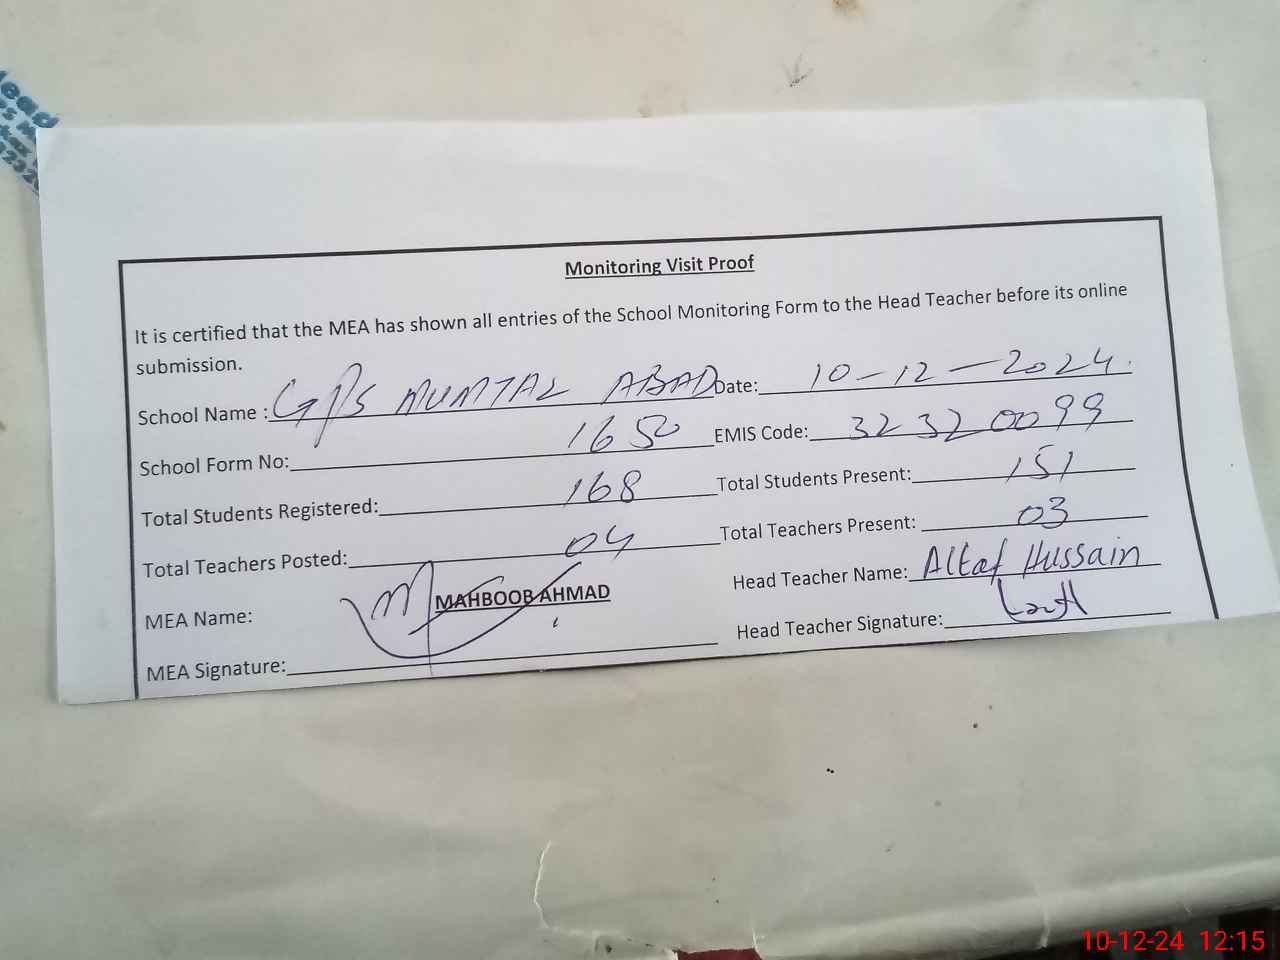 Monitoring Visit Proof
It is certified that the MEA has shown all entries of the School Monitoring Form to the Head Teacher before its online
submission.
School Name : GPS MUMTAZ ABAD Date: 10-12-2024.
School Form No: 1650 EMIS Code: 32320099
Total Students Registered: 168 Total Students Present: 151
Total Teachers Posted: 04 Total Teachers Present: 03
MEA Name: MAHBOOB AHMAD Head Teacher Name: Altaf Hussain
MEA Signature: Head Teacher Signature:
10-12-24 12:15